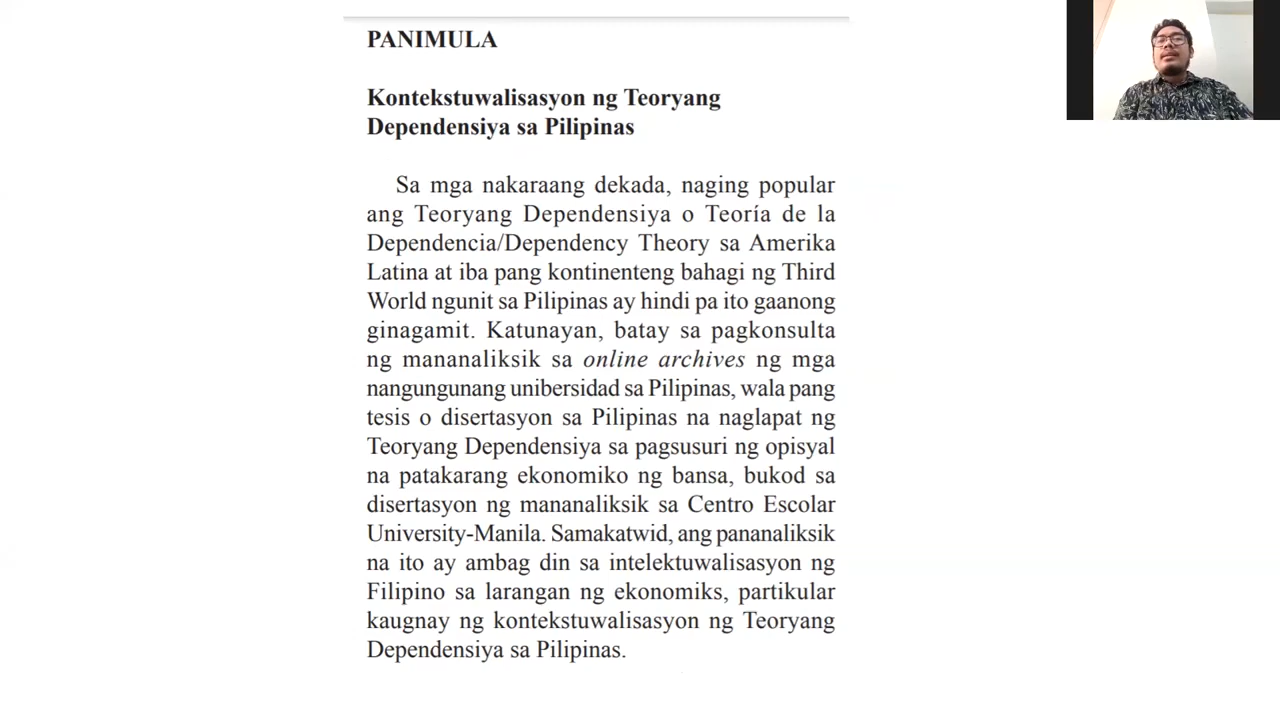 PANIMULA
Kontekstuwalisasyon ng Teoryang
Dependensiya sa Pilipinas
Sa mga nakaraang dekada, naging popular
ang Teoryang Dependensiya o Teoría de la
Dependencia/Dependency Theory sa Amerika
Latina at iba pang kontinenteng bahagi ng Third
World ngunit sa Pilipinas ay hindi pa ito gaanong
ginagamit. Katunayan, batay sa pagkonsulta
ng mananaliksik sa online archives ng mga
nangungunang unibersidad sa Pilipinas, wala pang
tesis o disertasyon sa Pilipinas na naglapat ng
Teoryang Dependensiya sa pagsusuri ng opisyal
na patakarang ekonomiko ng bansa, bukod sa
disertasyon ng mananaliksik sa Centro Escolar
University-Manila. Samakatwid, ang pananaliksik
na ito ay ambag din sa intelektuwalisasyon ng
Filipino sa larangan ng ekonomiks, partikular
kaugnay ng kontekstuwalisasyon ng Teoryang
Dependensiya sa Pilipinas.